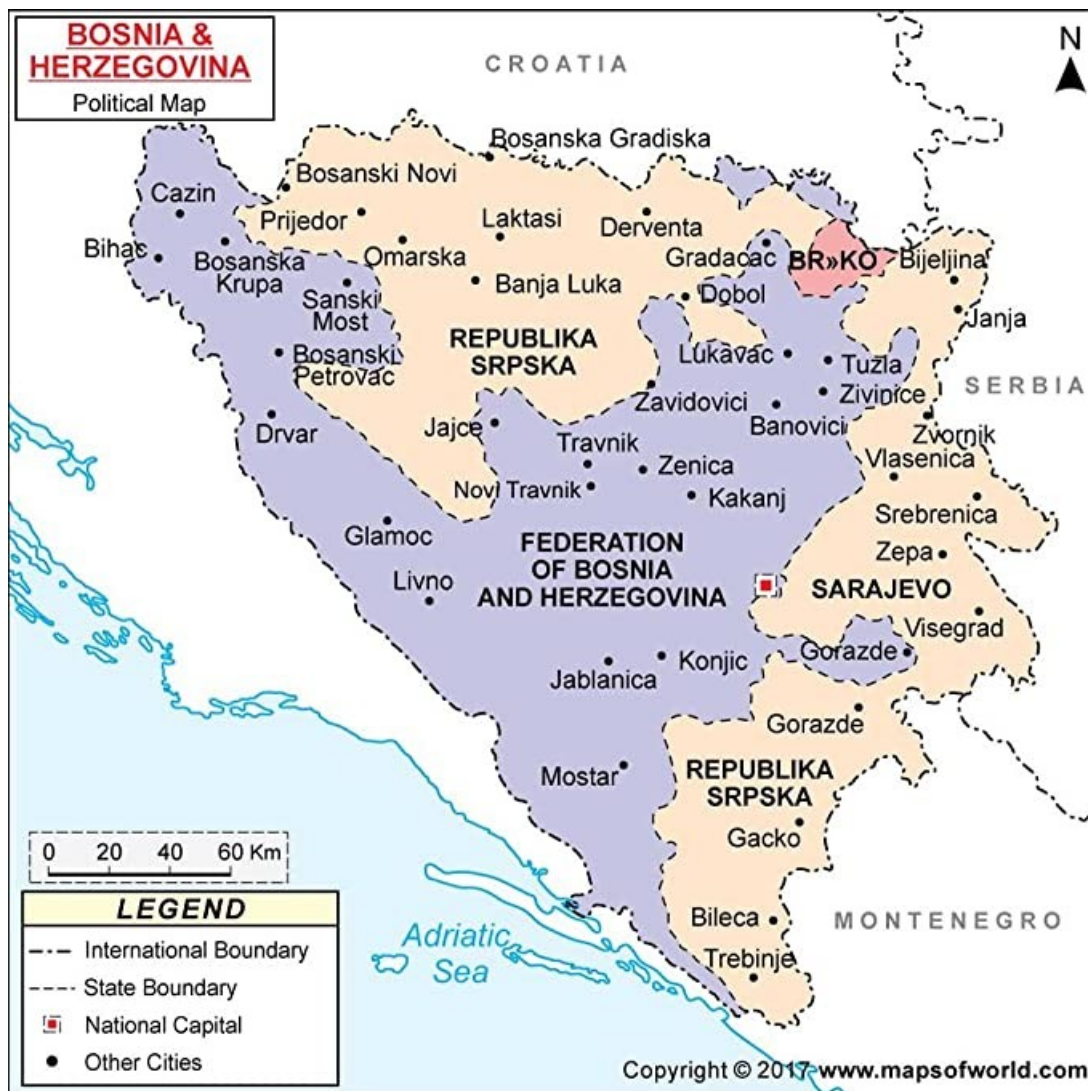 BOSNIA &
HERZEGOVINA
Political Map
N
CROATIA
Bosanska Gradiska
Bosanski Novi
Cazin
Prijedor
Laktasi
Derventa
Bihac
Bosanska
Krupa
Omarska
Gradacac
BR»KO
Bijeljina
Sanski
Most
Banja Luka
Dobol
Janja
REPUBLIKA
SRPSKA
Bosanski
Petrovac
Lukavac
Tuzla
SERBIA
Zivinice
Zavidovici
Banovici
Drvar
Jajce
Zvornik
Travnik
Zenica
Vlasenica
Novi Travnik
Kakanj
Srebrenica
Glamoc
FEDERATION
OF BOSNIA
AND HERZEGOVINA
Zepa
Livno
SARAJEVO
Visegrad
Gorazde
Konjic
Jablanica
Gorazde
Mostar
REPUBLIKA
SRPSKA
Gacko
0 20 40 60 Km
LEGEND
International Boundary
State Boundary
National Capital
Other Cities
Bileca
MONTENEGRO
Adriatic
Sea
Trebinje
Copyright © 2017 www.mapsofworld.com